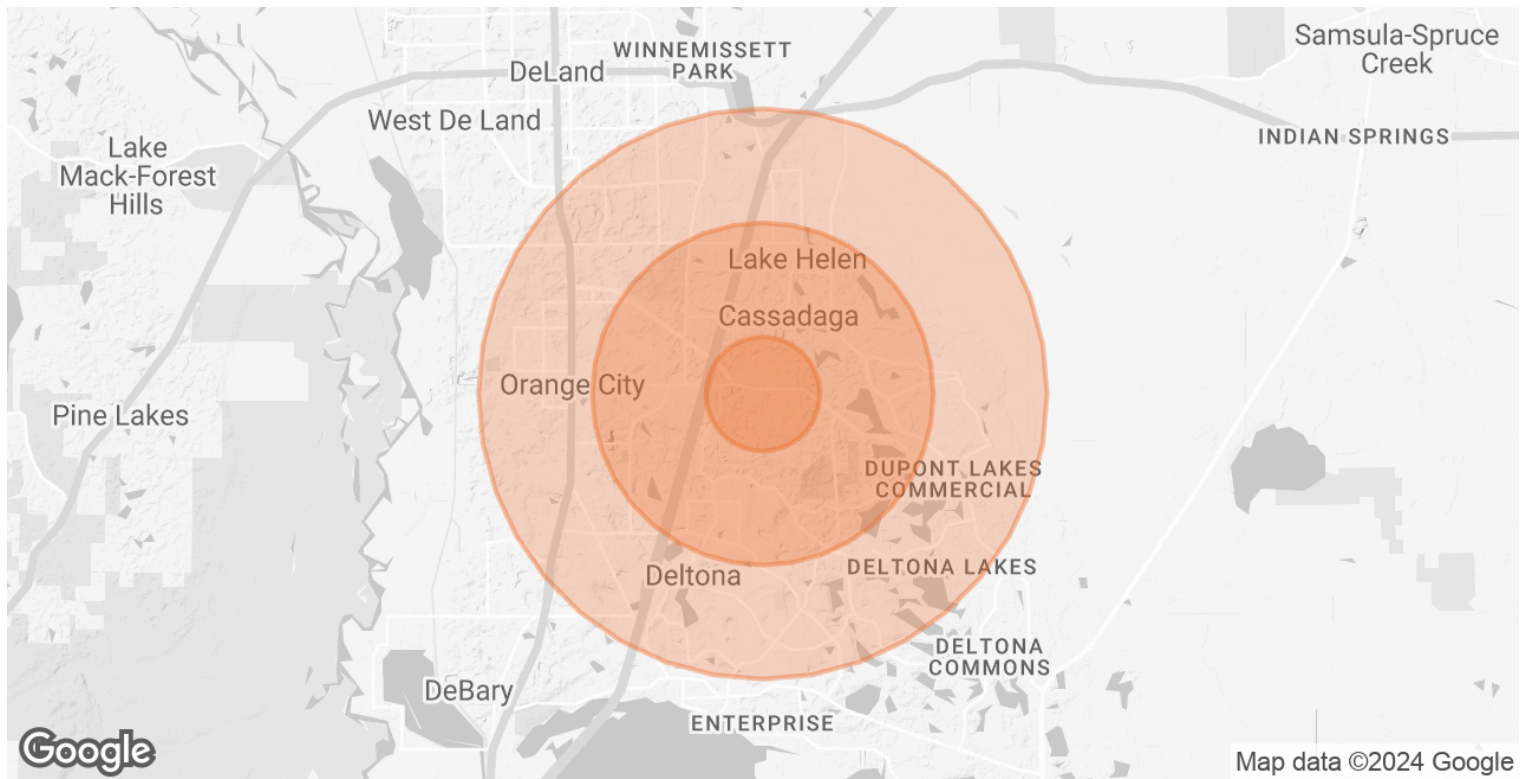 WINNEMISSETT
PARK
Samsula-Spruce
Creek
DeLand
West De Land
INDIAN SPRINGS
Lake
Mack-Forest
Hills
Lake Helen
Cassadaga
Orange City
Pine Lakes
DUPONT LAKES
COMMERCIAL
Deltona
DELTONA LAKES
DELTONA
COMMONS
DeBary
ENTERPRISE
Google
Map data ©2024 Google